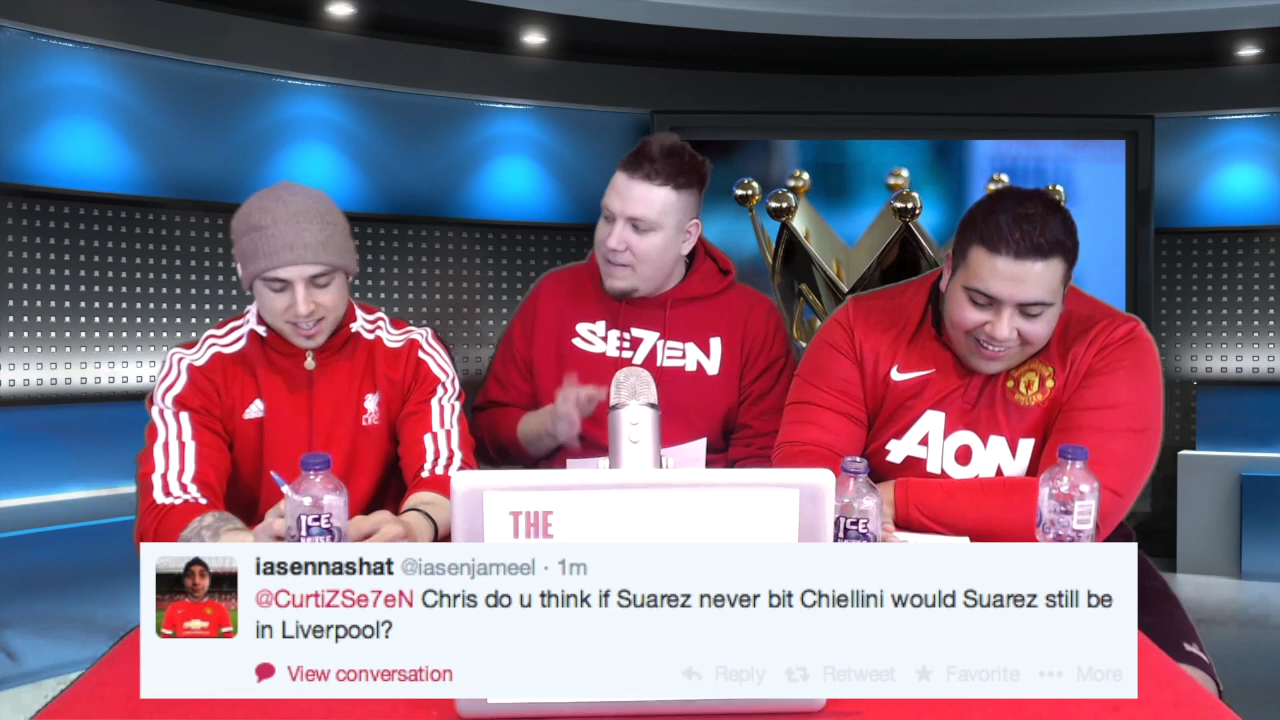 SE7EN
LFC
AON
ICE
ICE
THE
iasennashat @iasenjameel · 1m
@CurtiZSe7eN Chris do u think if Suarez never bit Chiellini would Suarez still be
in Liverpool?
View conversation
Reply Retweet Favorite More